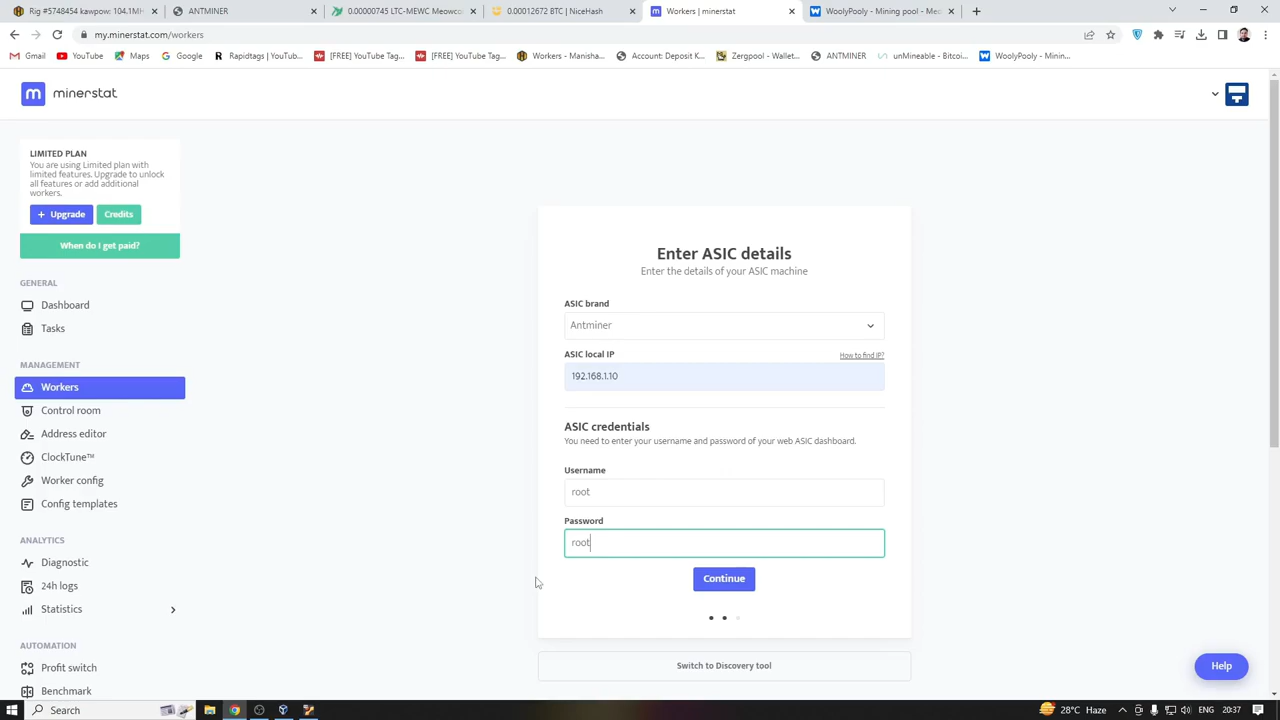 Rig #5748454 kawpow: 104.1MH
ANTMINER
0.00000745 LTC-MEW Meowcoi
0.00012672 BTC | NiceHash
Workers | minerstat
WoolyPooly - Mining pool - Med
my.minerstat.com/workers
Gmail
YouTube
Maps
Google
Rapidtags | YouTub...
[FREE] YouTube Tag...
[FREE] YouTube Tag...
Workers - Manisha...
Account: Deposit K...
Zergpool - Wallet...
ANTMINER
unMineable - Bitcoi...
WoolyPooly - Minin...
m minerstat
LIMITED PLAN
You are using Limited plan with
limited features. Upgrade to unlock
all features or add additional
workers.
+ Upgrade
Credits
When do I get paid?
GENERAL
Dashboard
Tasks
MANAGEMENT
Workers
Control room
Address editor
ClockTune™
Worker config
Config templates
ANALYTICS
Diagnostic
24h logs
Statistics
AUTOMATION
Profit switch
Benchmark
Enter ASIC details
Enter the details of your ASIC machine
ASIC brand
Antminer
ASIC local IP
How to find IP?
192.168.1.10
ASIC credentials
You need to enter your username and password of your web ASIC dashboard.
Username
root
Password
root
Continue
Switch to Discovery tool
Help
Search
28°C Haze
ENG
20:37